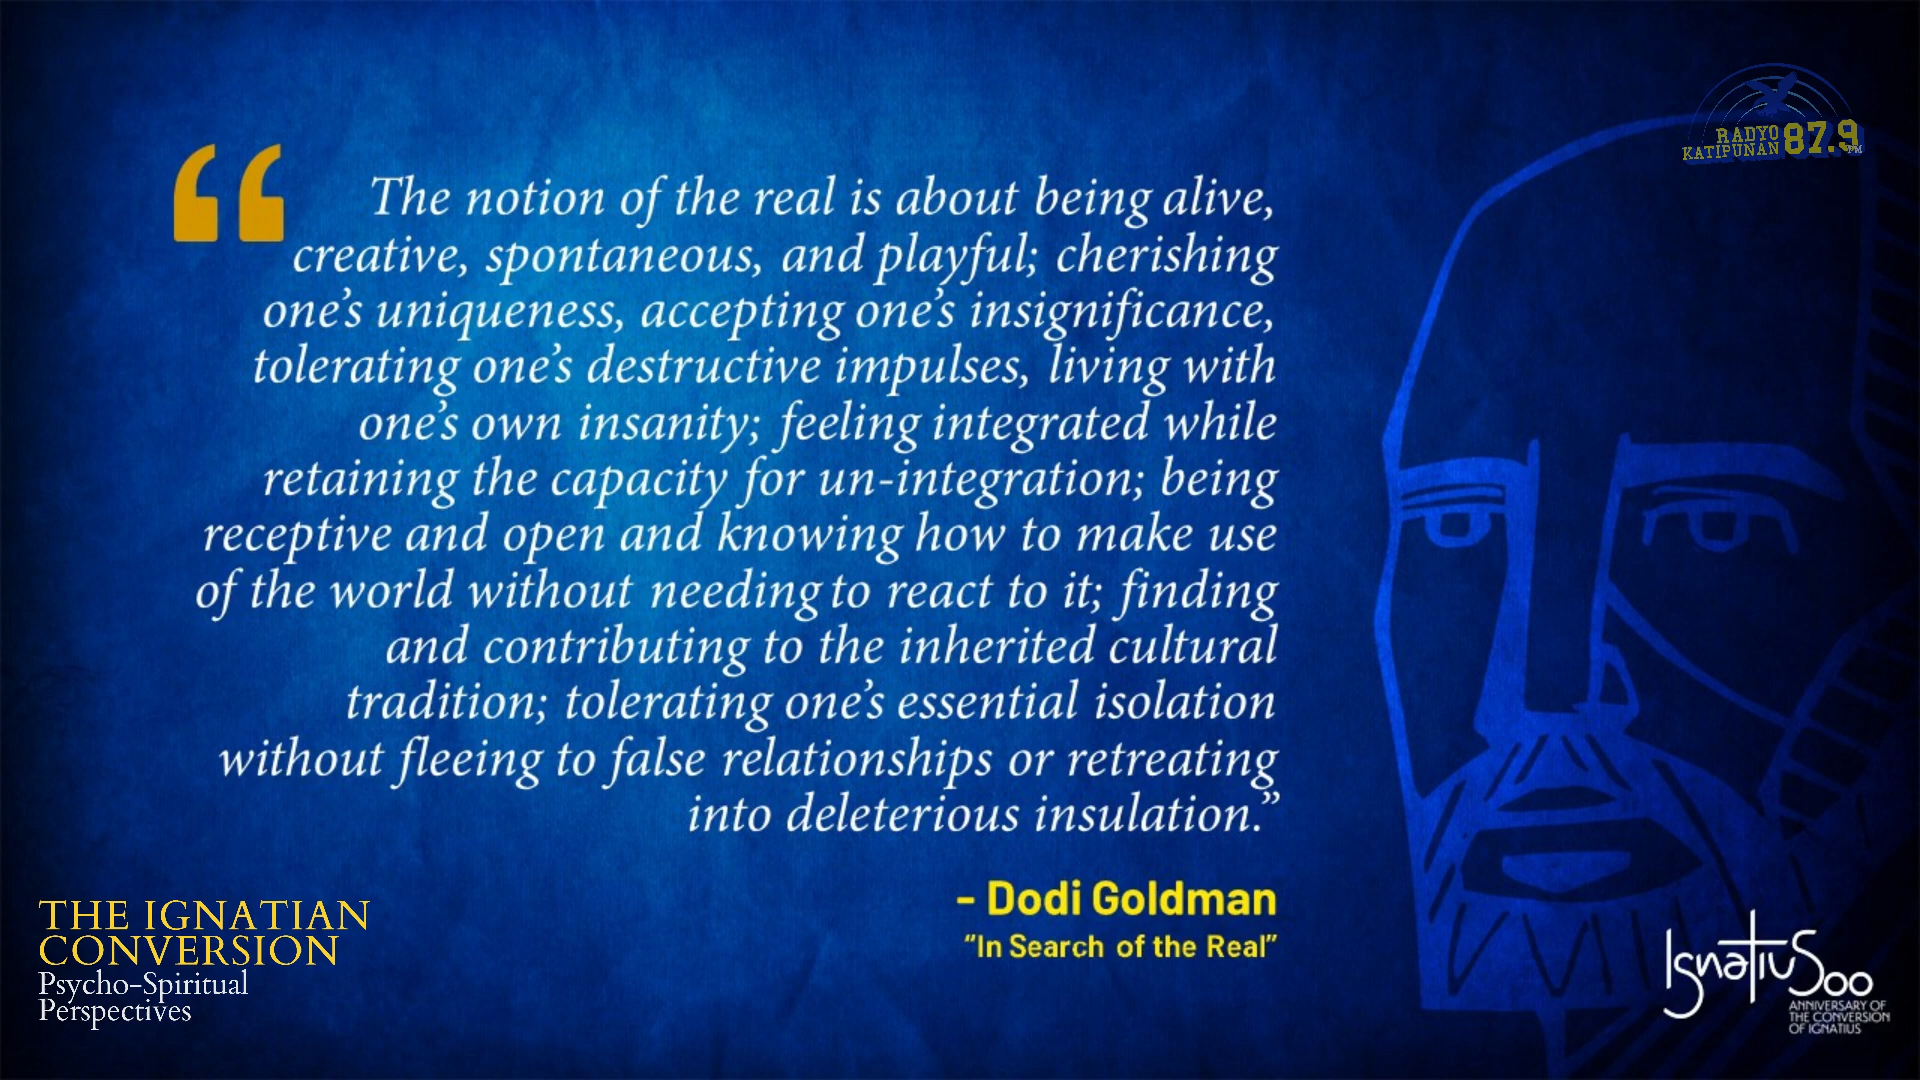 RADYO
KATIPUNAN 87.9
FM
“
The notion of the real is about being alive,
creative, spontaneous, and playful; cherishing
one’s uniqueness, accepting one’s insignificance,
tolerating one’s destructive impulses, living with
one’s own insanity; feeling integrated while
retaining the capacity for un-integration; being
receptive and open and knowing how to make use
of the world without needing to react to it; finding
and contributing to the inherited cultural
tradition; tolerating one’s essential isolation
without fleeing to false relationships or retreating
into deleterious insulation.”
– Dodi Goldman
“In Search of the Real”
THE IGNATIAN
CONVERSION
Psycho-Spiritual
Perspectives
Ignatius500
ANNIVERSARY OF
THE CONVERSION
OF IGNATIUS